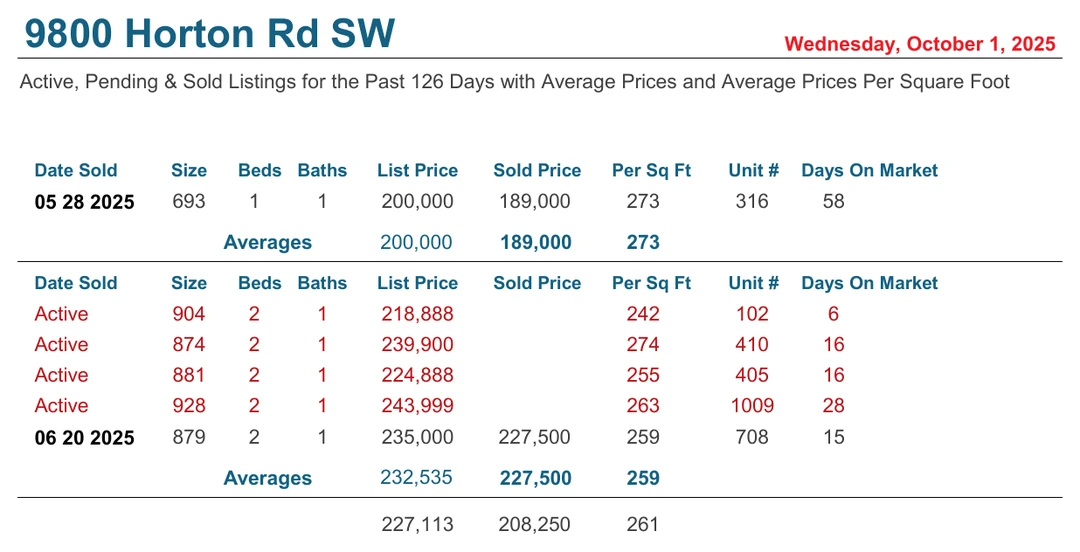 9800 Horton Rd SW
Wednesday, October 1, 2025
Active, Pending & Sold Listings for the Past 126 Days with Average Prices and Average Prices Per Square Foot
Date Sold Size Beds Baths List Price Sold Price Per Sq Ft Unit # Days On Market
05 28 2025 693 1 1 200,000 189,000 273 316 58
Averages 200,000 189,000 273
Date Sold Size Beds Baths List Price Sold Price Per Sq Ft Unit # Days On Market
Active 904 2 1 218,888 242 102 6
Active 874 2 1 239,900 274 410 16
Active 881 2 1 224,888 255 405 16
Active 928 2 1 243,999 263 1009 28
06 20 2025 879 2 1 235,000 227,500 259 708 15
Averages 232,535 227,500 259
227,113 208,250 261